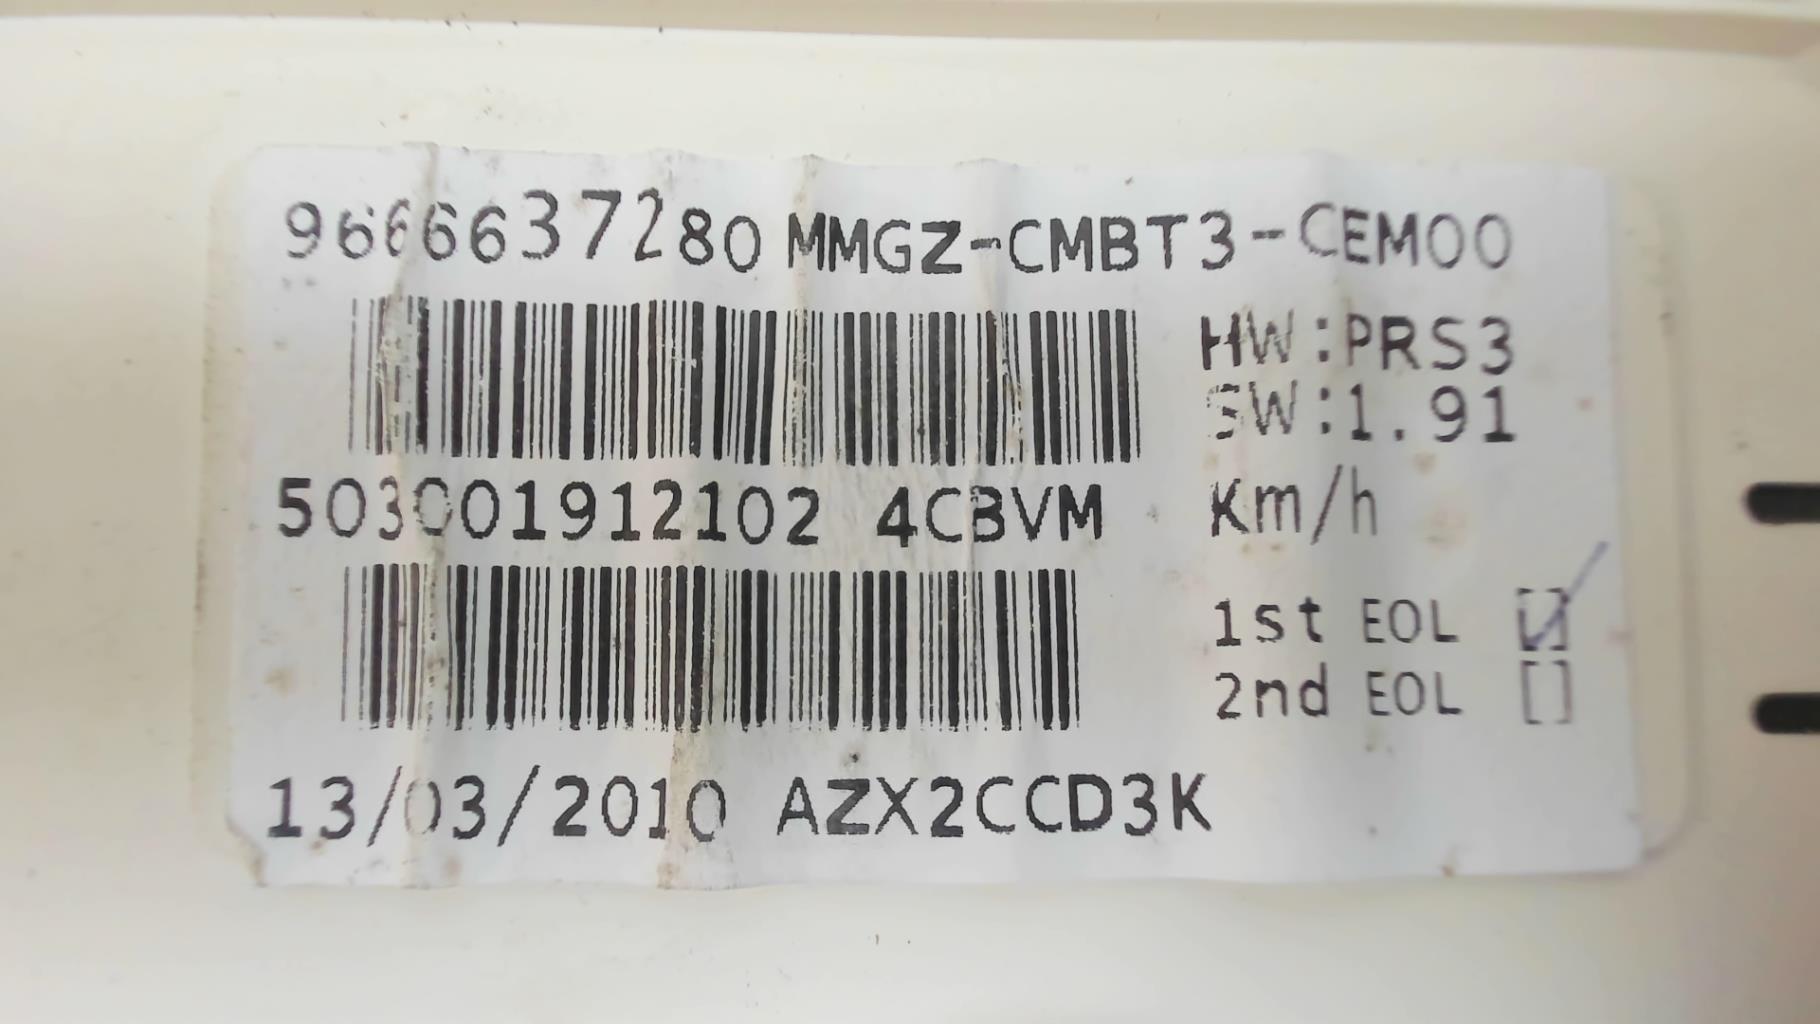 9666637280 MMGZ-CMBT3-CEM00
HW:PRS3
SW:1.91
503001912102 4CBVM
Km/h
1st EOL []
2nd EOL []
13/03/2010 AZX2CCD3K